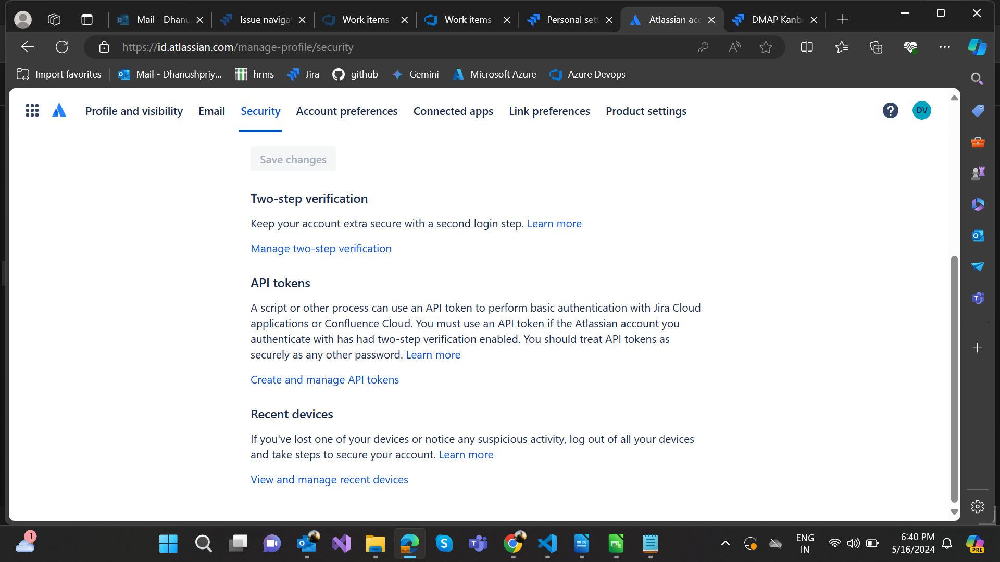 Mail - Dhanu
Issue naviga
Work items
Work items
Personal sett
Atlassian acc
DMAP Kanba
https://id.atlassian.com/manage-profile/security
Import favorites
Mail - Dhanushpriy...
hrms
Jira
github
Gemini
Microsoft Azure
Azure Devops
Profile and visibility
Email
Security
Account preferences
Connected apps
Link preferences
Product settings
DV
Save changes
Two-step verification
Keep your account extra secure with a second login step. Learn more
Manage two-step verification
API tokens
A script or other process can use an API token to perform basic authentication with Jira Cloud
applications or Confluence Cloud. You must use an API token if the Atlassian account you
authenticate with has had two-step verification enabled. You should treat API tokens as
securely as any other password. Learn more
Create and manage API tokens
Recent devices
If you've lost one of your devices or notice any suspicious activity, log out of all your devices
and take steps to secure your account. Learn more
View and manage recent devices
1
ENG
IN
6:40 PM
5/16/2024
PRE